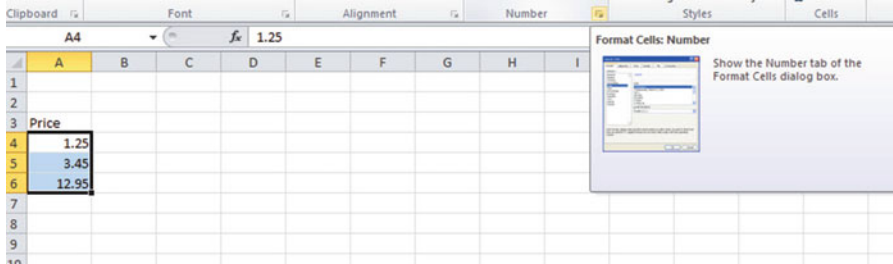 Clipboard Font Alignment Number Styles Cells
A4 fx 1.25
Format Cells: Number
Show the Number tab of the
Format Cells dialog box.
A B C D E F G H I
1
2
3 Price
4 1.25
5 3.45
6 12.95
7
8
9
10